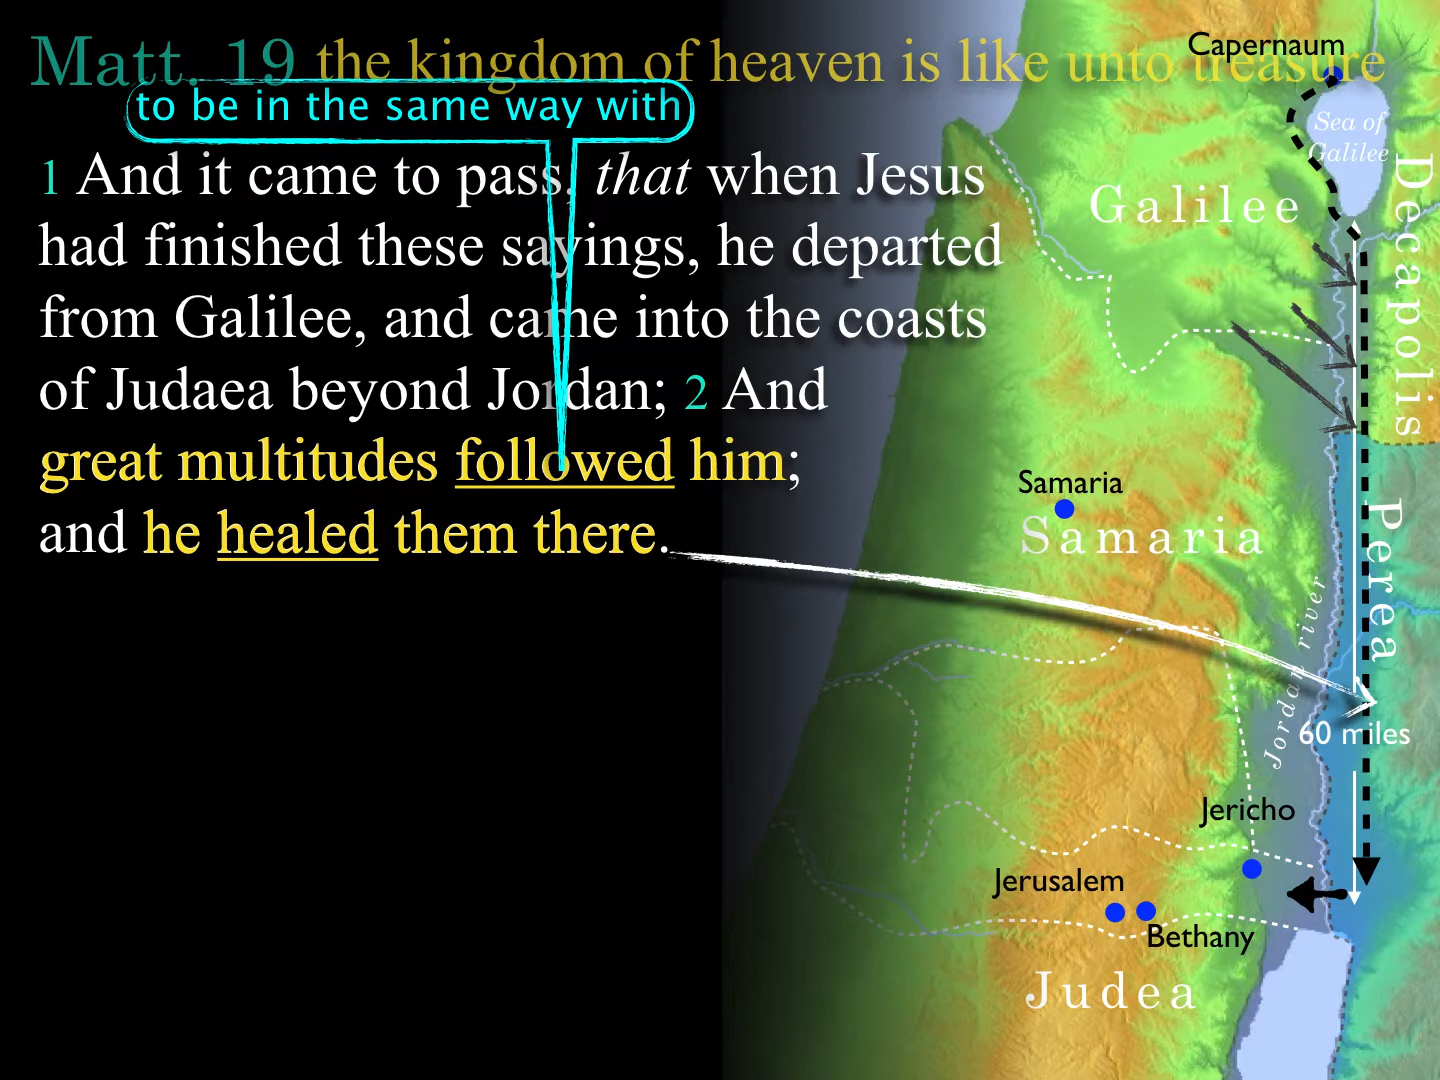 Matt. 19 the kingdom of heaven is like unto treasure
to be in the same way with
1 And it came to pass, that when Jesus
had finished these sayings, he departed
from Galilee, and came into the coasts
of Judaea beyond Jordan; 2 And
great multitudes followed him;
and he healed them there.
Capernaum
Sea of
Galilee
Galilee
Decapolis
Samaria
Samaria
Perea
Jordan river
60 miles
Jericho
Jerusalem
Bethany
Judea